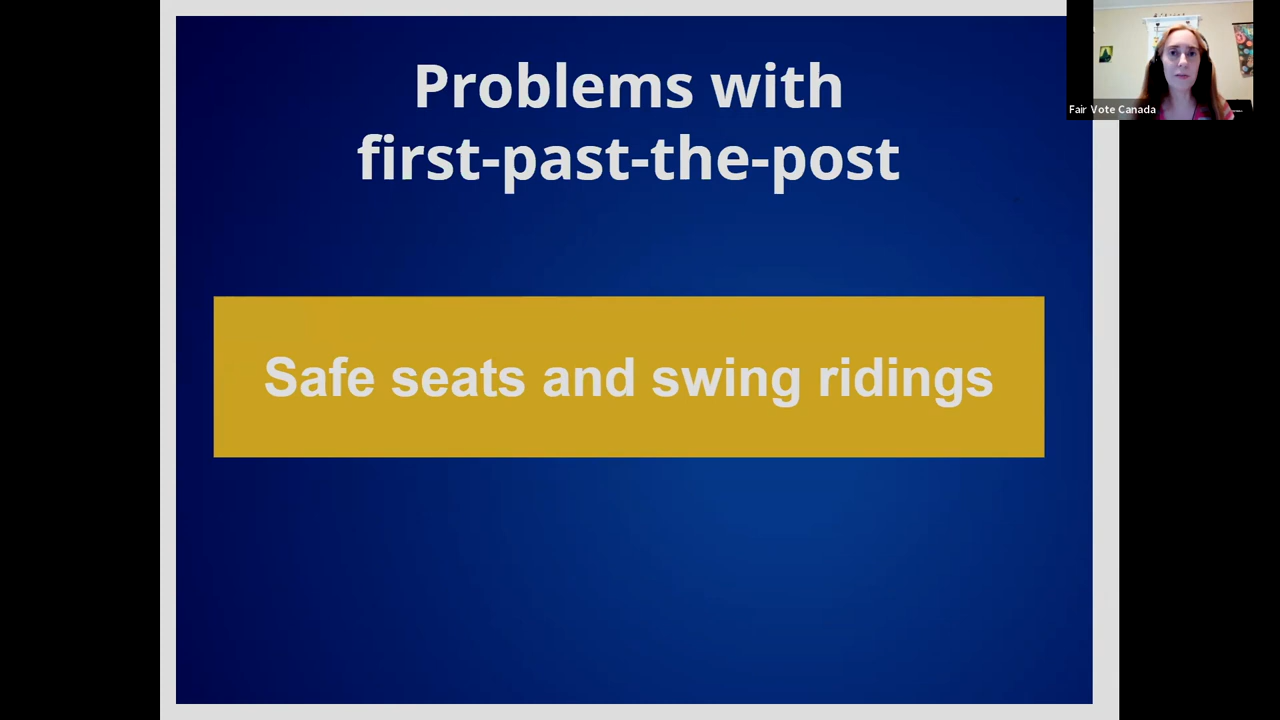 Problems with
first-past-the-post
Fair Vote Canada
Safe seats and swing ridings